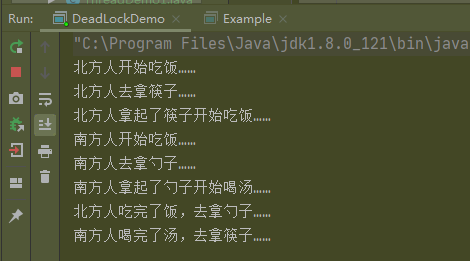 ThreadDemo1.java
Run: DeadLockDemo Example
"C:\Program Files\Java\jdk1.8.0_121\bin\java
北方人开始吃饭……
北方人去拿筷子……
北方人拿起了筷子开始吃饭……
南方人开始吃饭……
南方人去拿勺子……
南方人拿起了勺子开始喝汤……
北方人吃完了饭，去拿勺子……
南方人喝完了汤，去拿筷子……